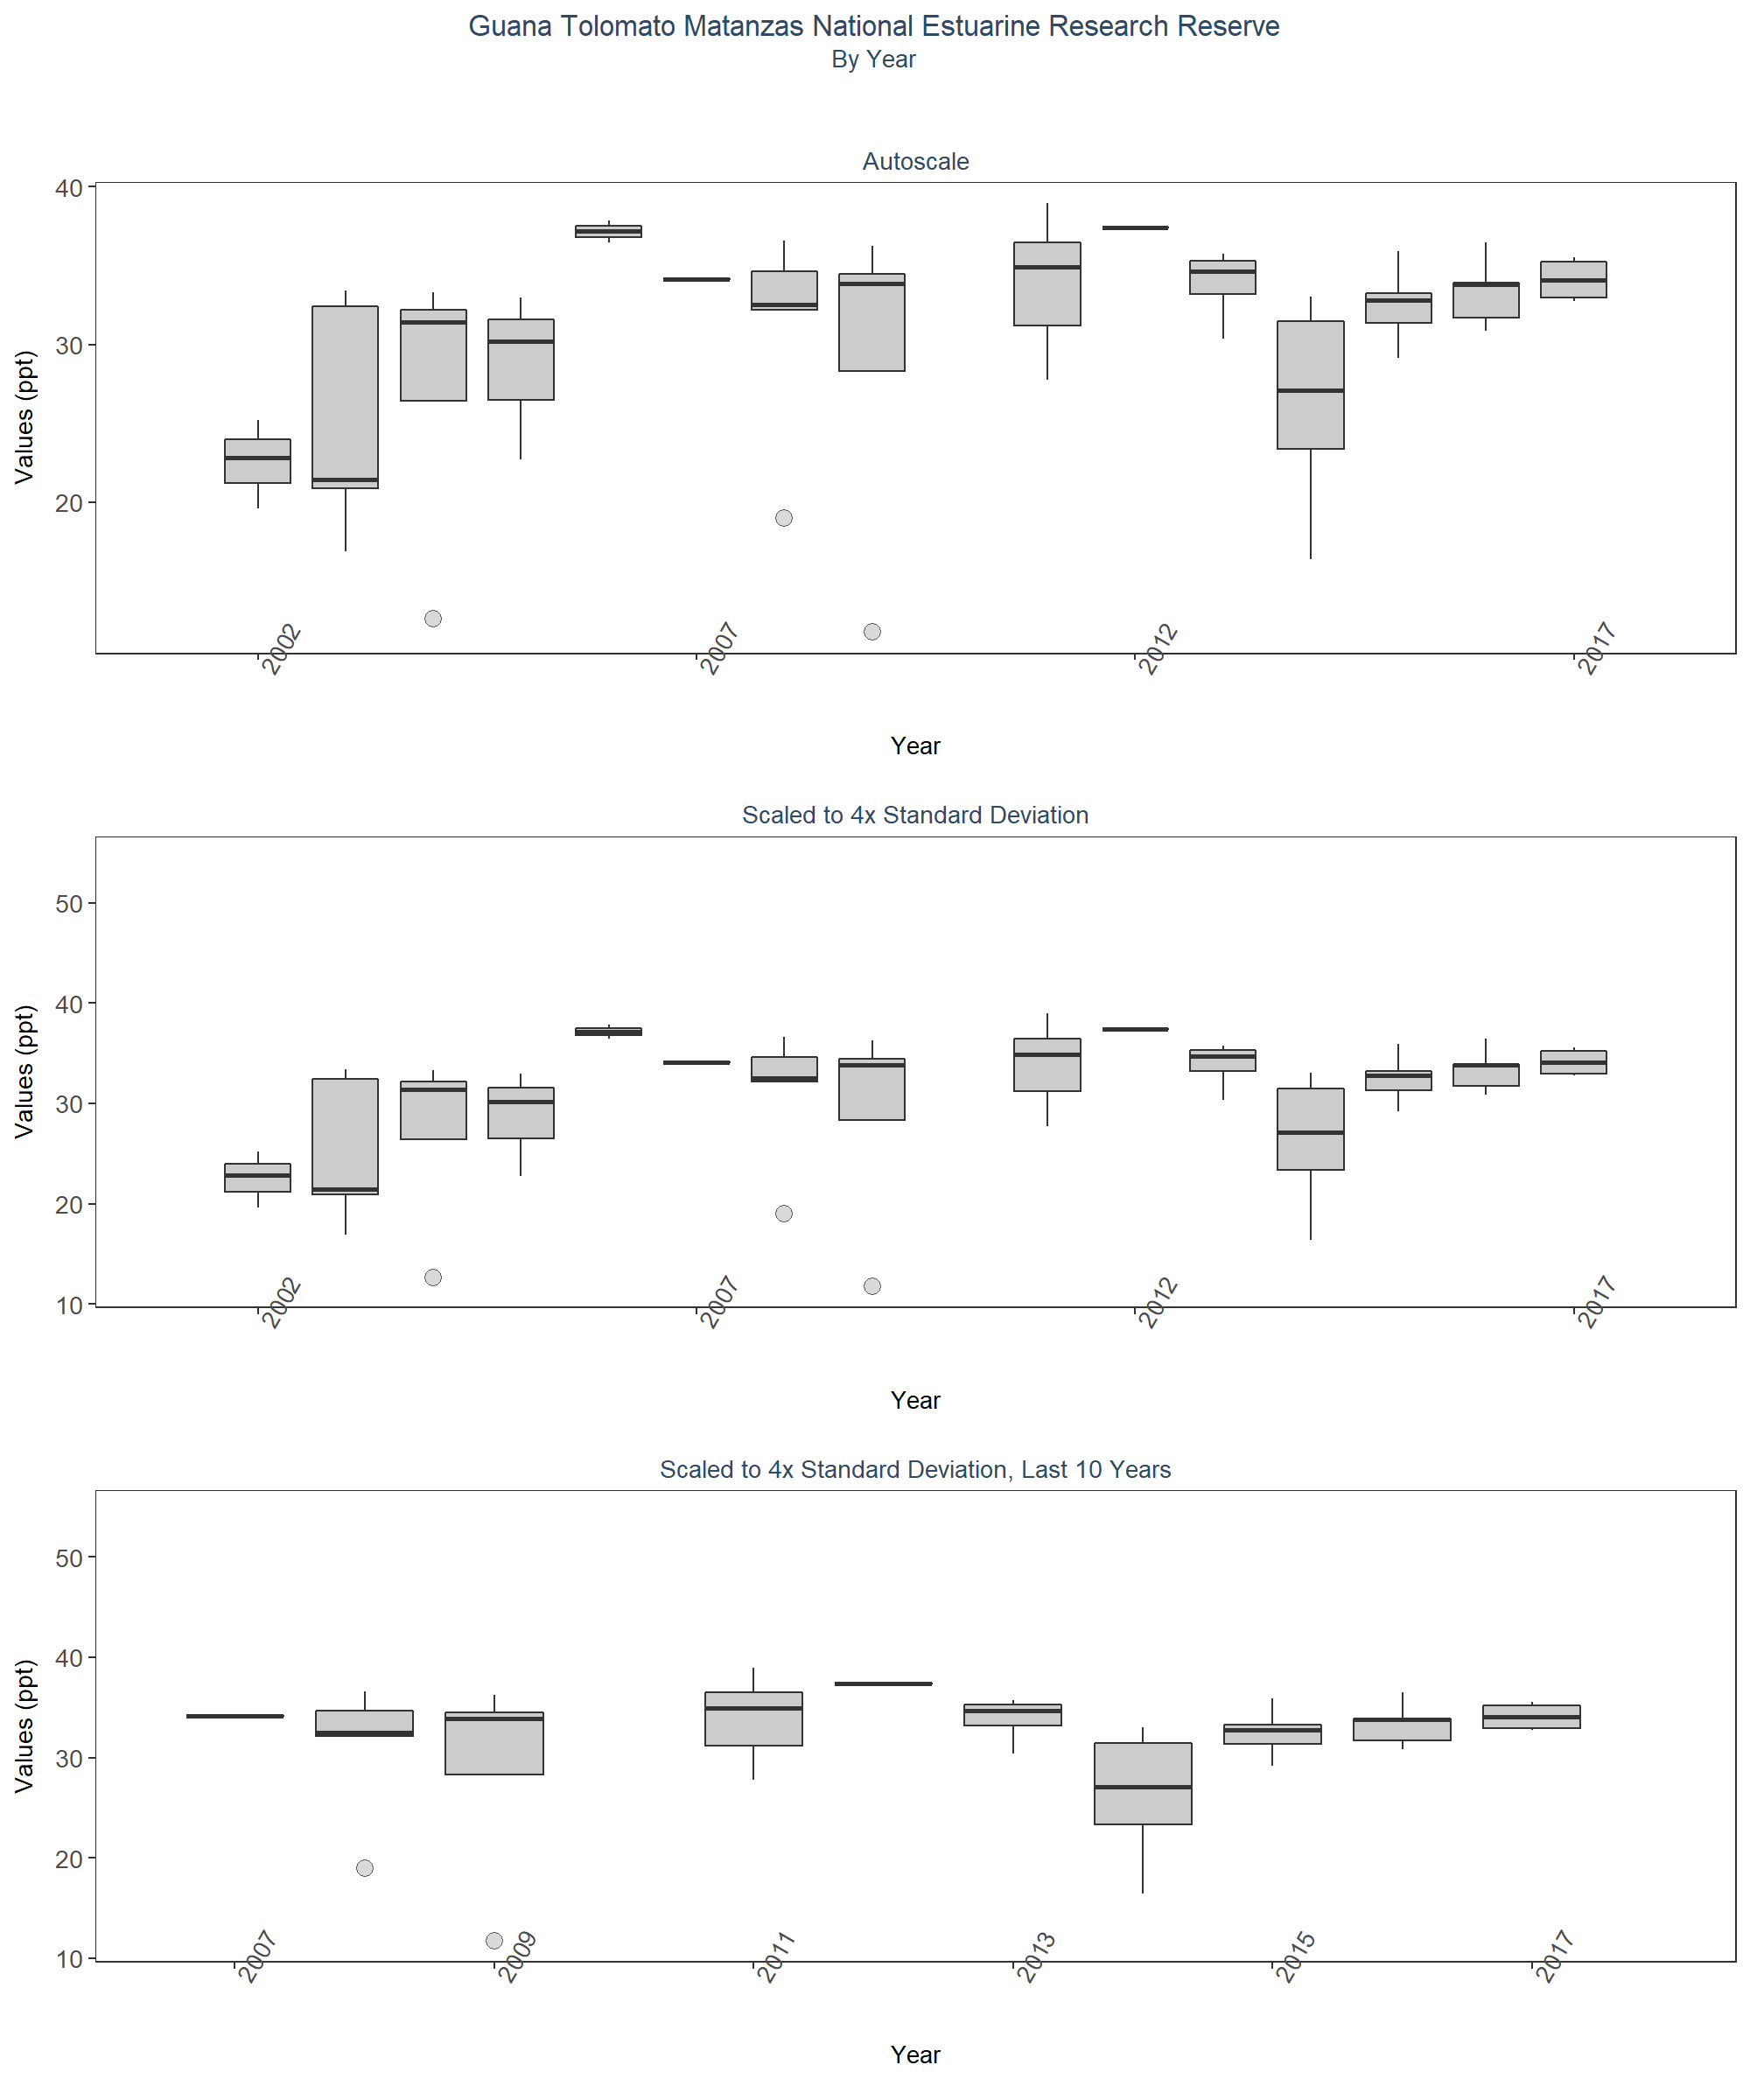 Guana Tolomato Matanzas National Estuarine Research Reserve
By Year
Autoscale
Values (ppt)
40
30
20
2002
2007
2012
2017
Year
Scaled to 4x Standard Deviation
Values (ppt)
50
40
30
20
10
2002
2007
2012
2017
Year
Scaled to 4x Standard Deviation, Last 10 Years
Values (ppt)
50
40
30
20
10
2007
2009
2011
2013
2015
2017
Year